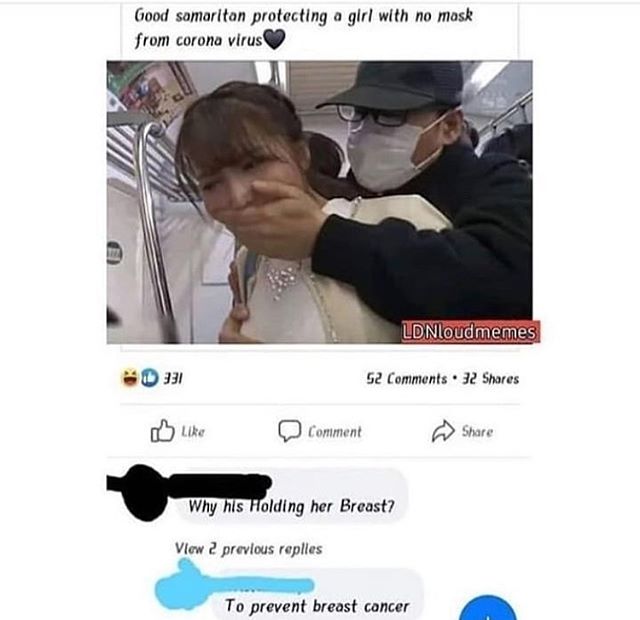 Good samaritan protecting a girl with no mask
from corona virus🖤
LDNloudmemes
331
52 Comments • 32 Shares
Like
Comment
Share
Why his Holding her Breast?
View 2 previous replies
To prevent breast cancer